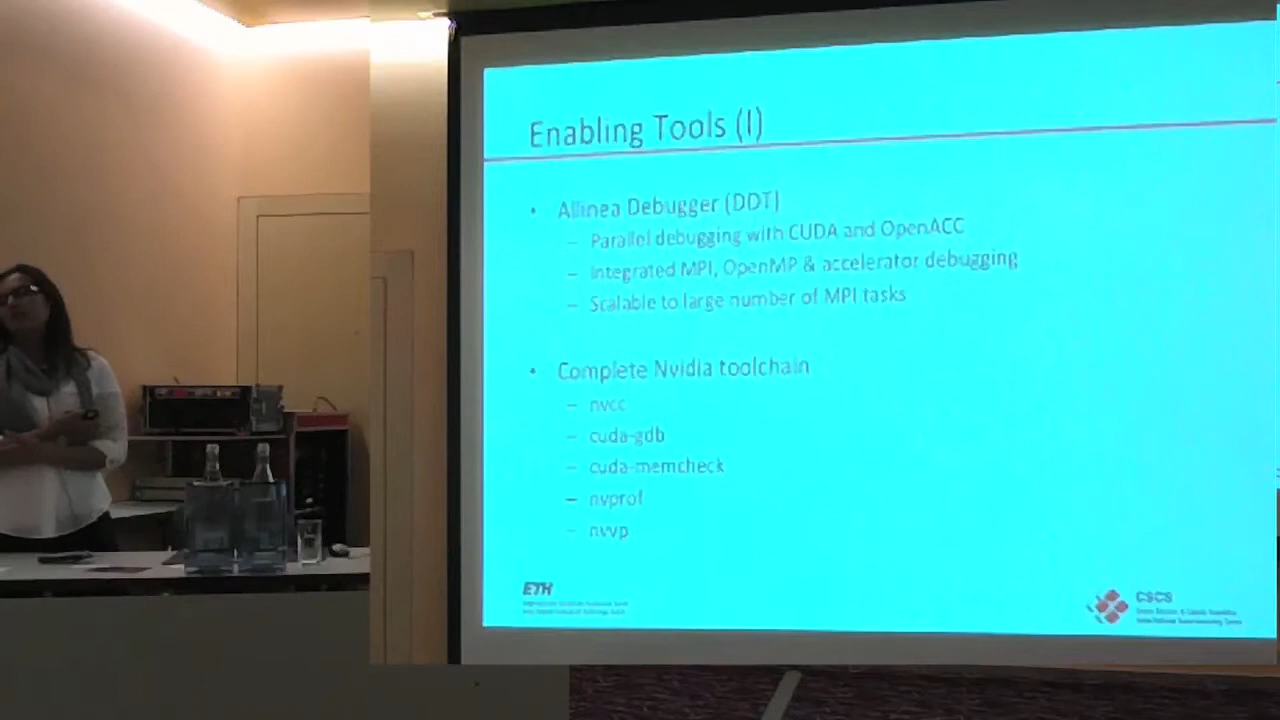 Enabling Tools (I)
• Allinea Debugger (DDT)
– Parallel debugging with CUDA and OpenACC
– Integrated MPI, OpenMP & accelerator debugging
– Scalable to large number of MPI tasks
• Complete Nvidia toolchain
– nvcc
– cuda-gdb
– cuda-memcheck
– nvprof
– nvvp
ETH
CSCS